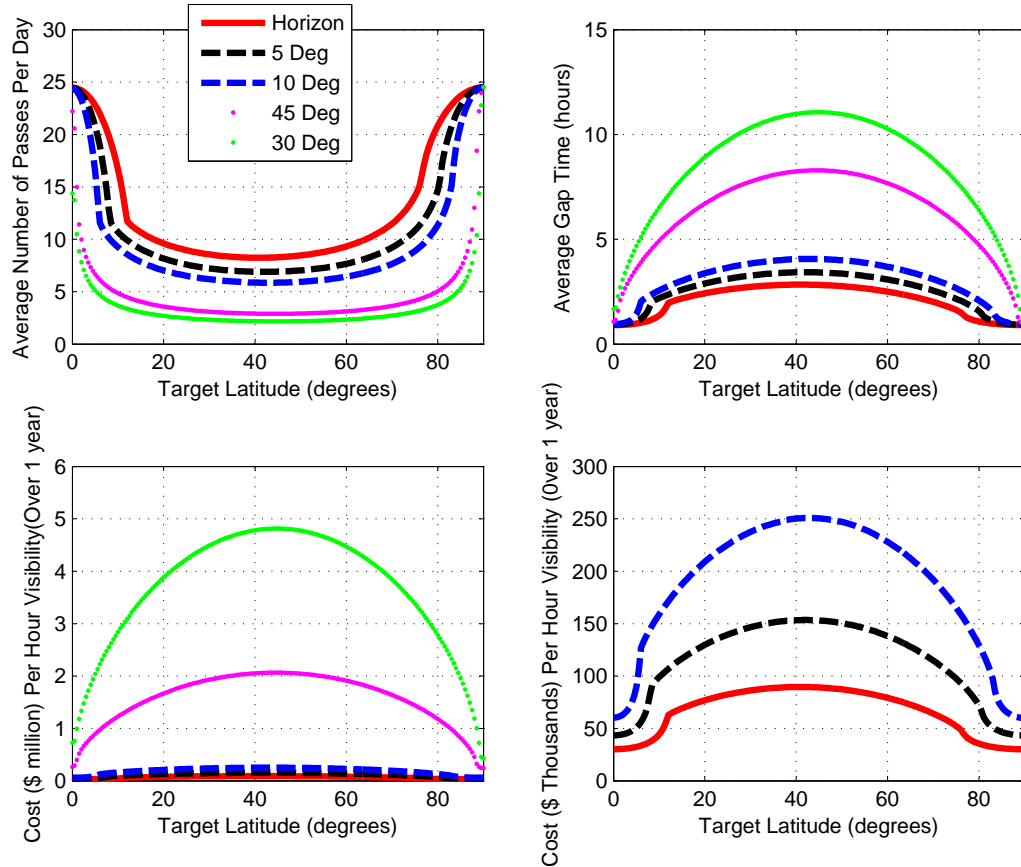 Horizon
5 Deg
10 Deg
45 Deg
30 Deg
Average Number of Passes Per Day
30
25
20
15
10
5
0
0 20 40 60 80
Target Latitude (degrees)
Average Gap Time (hours)
15
10
5
0
0 20 40 60 80
Target Latitude (degrees)
Cost ($ million) Per Hour Visibility(Over 1 year)
6
5
4
3
2
1
0
0 20 40 60 80
Target Latitude (degrees)
Cost ($ Thousands) Per Hour Visibility (0ver 1 year)
300
250
200
150
100
50
0
0 20 40 60 80
Target Latitude (degrees)